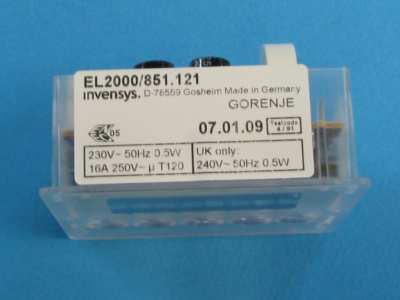 EL2000/851.121
invensys. D-78559 Gosheim Made in Germany
GORENJE
05
07.01.09
Testcode
4 / 91
230V~ 50Hz 0.5W
16A 250V~ µ T120
UK only:
240V~ 50Hz 0.5W